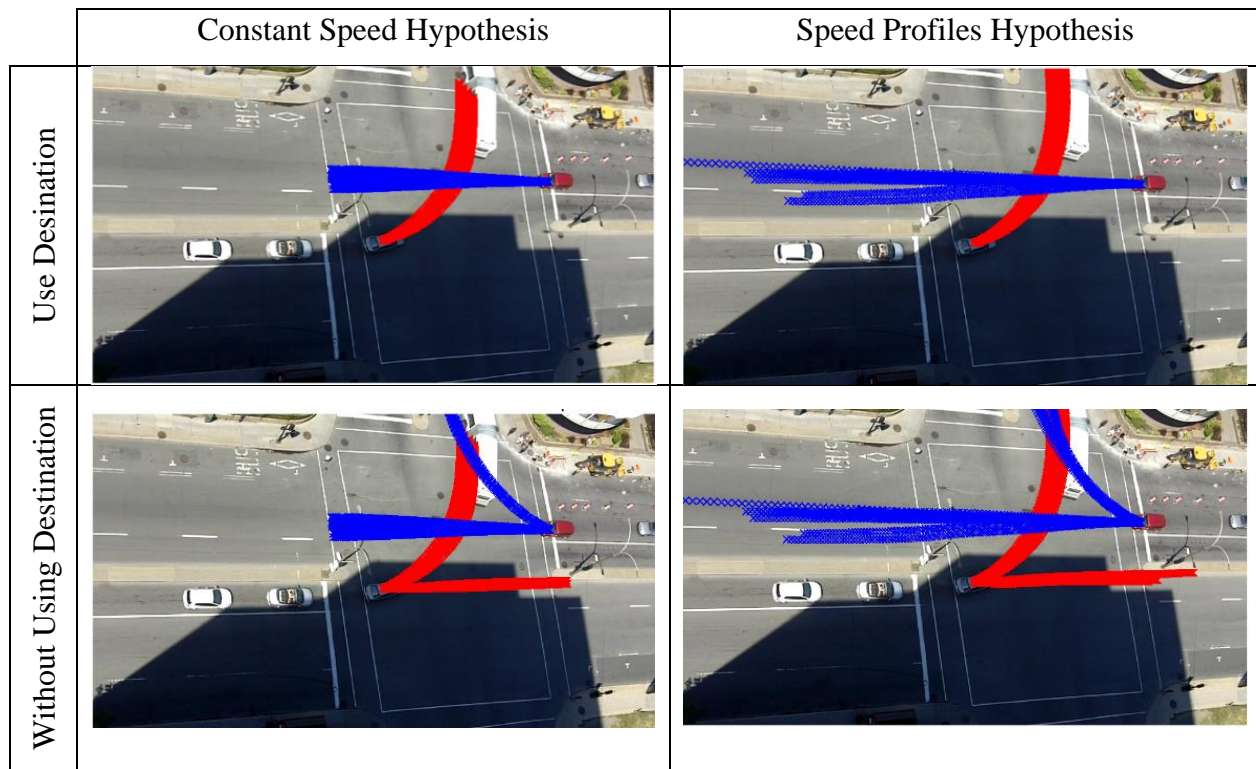 Constant Speed Hypothesis
Speed Profiles Hypothesis
Use Desination
Without Using Destination